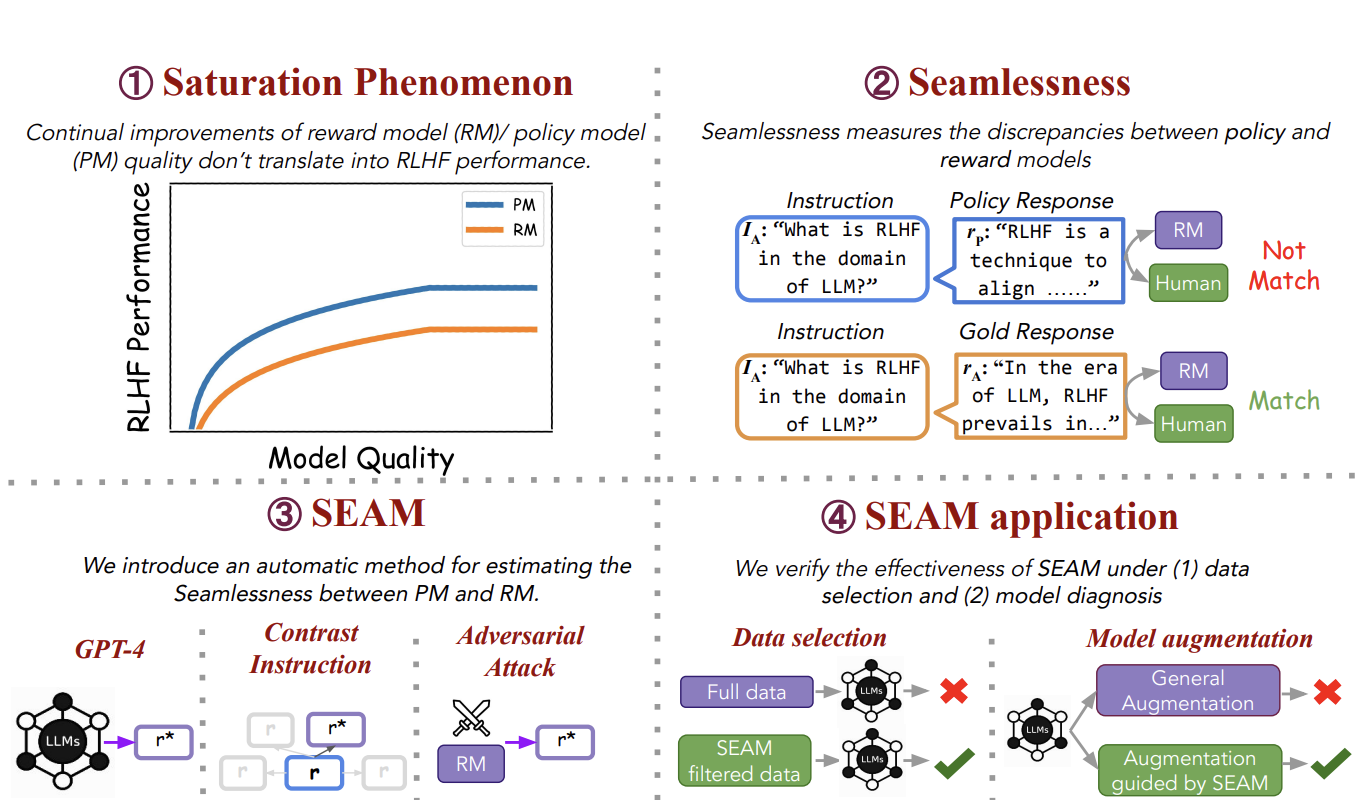 ① Saturation Phenomenon
Continual improvements of reward model (RM)/ policy model
(PM) quality don't translate into RLHF performance.
RLHF Performance
PM
RM
Model Quality
② Seamlessness
Seamlessness measures the discrepancies between policy and
reward models
Instruction
Policy Response
I_A: “What is RLHF
in the domain
of LLM?”
r_P: “RLHF is a
technique to
align ……”
RM
Human
Not
Match
Instruction
Gold Response
I_A: “What is RLHF
in the domain
of LLM?”
r_A: “In the era
of LLM, RLHF
prevails in…”
RM
Human
Match
③ SEAM
We introduce an automatic method for estimating the
Seamlessness between PM and RM.
GPT-4
LLMs
r*
Contrast
Instruction
r
r*
r
r
r
Adversarial
Attack
RM
r*
④ SEAM application
We verify the effectiveness of SEAM under (1) data
selection and (2) model diagnosis
Data selection
Full data
LLMs
SEAM
filtered data
LLMs
Model augmentation
LLMs
General
Augmentation
Augmentation
guided by SEAM